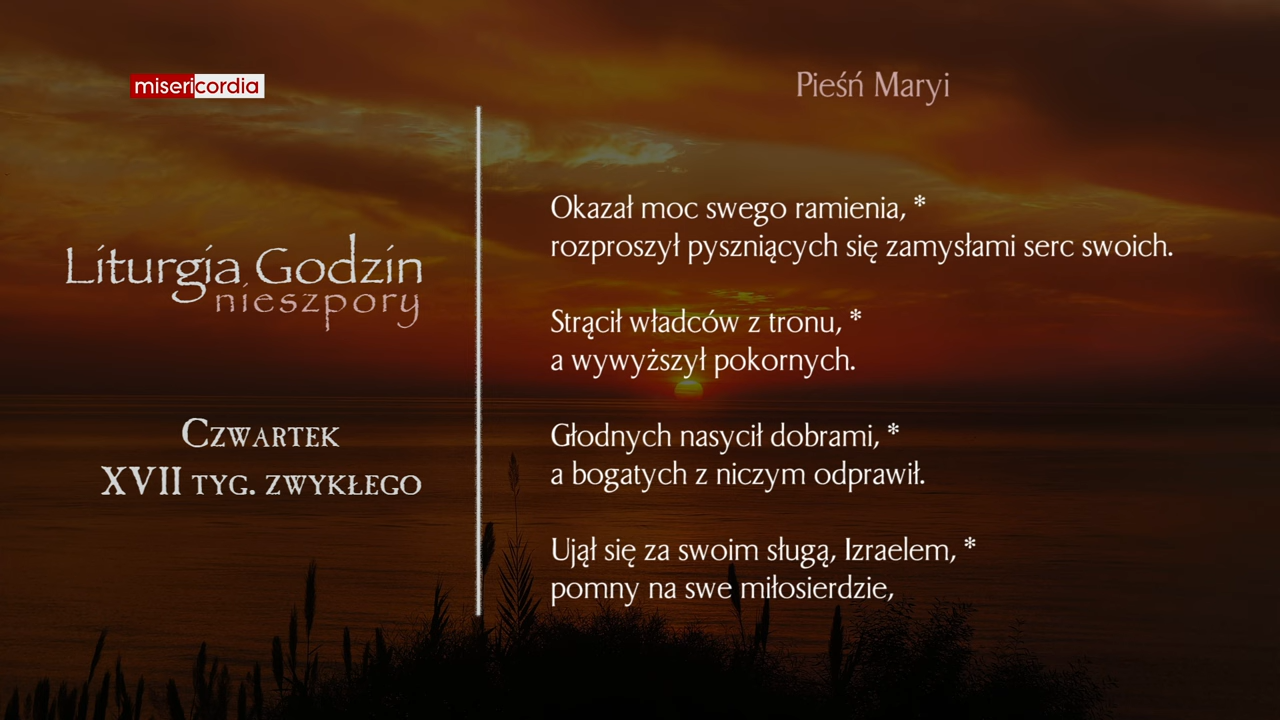 misericordia
Liturgia Godzin
nieszpory
Czwartek
XVII tyg. zwykłego
Pieśń Maryi
Okazał moc swego ramienia, *
rozproszył pyszniących się zamysłami serc swoich.
Strącił władców z tronu, *
a wywyższył pokornych.
Głodnych nasycił dobrami, *
a bogatych z niczym odprawił.
Ujął się za swoim sługą, Izraelem, *
pomny na swe miłosierdzie,